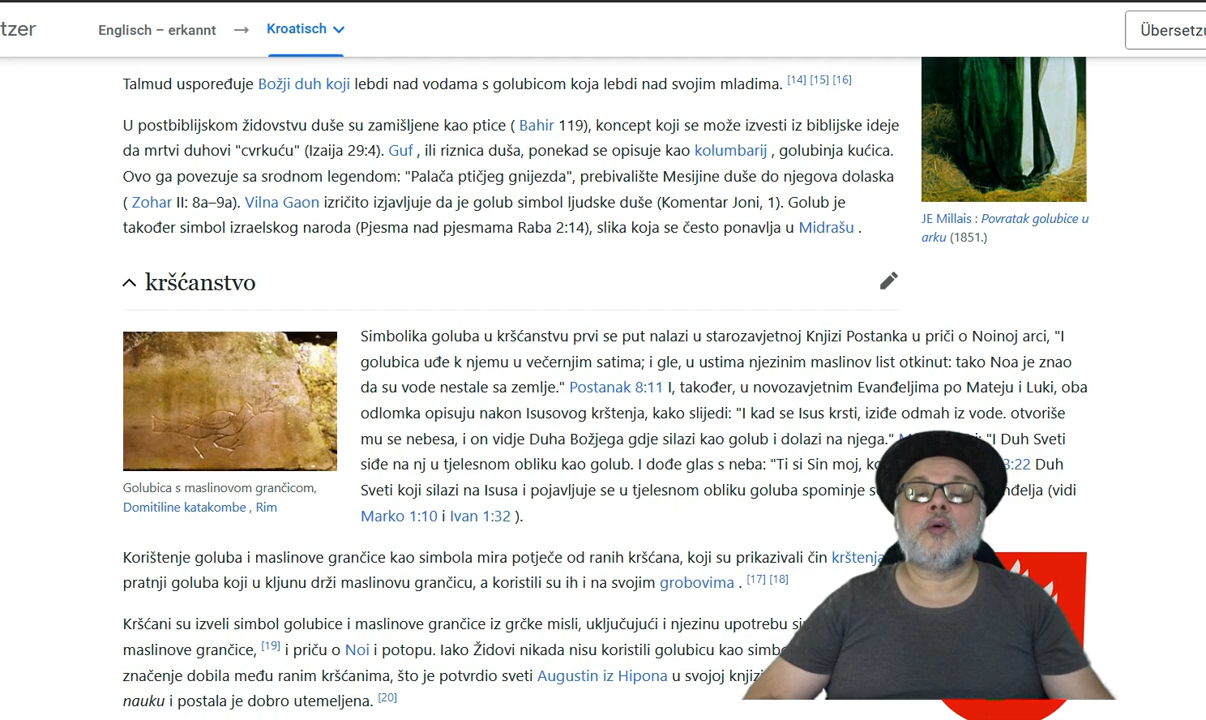 tzer
Englisch – erkannt → Kroatisch
Übersetzu
Talmud uspoređuje Božji duh koji lebdi nad vodama s golubicom koja lebdi nad svojim mladima. [14] [15] [16]
U postbiblijskom židovstvu duše su zamišljene kao ptice ( Bahir 119), koncept koji se može izvesti iz biblijske ideje
da mrtvi duhovi "cvrkuću" (Izaija 29:4). Guf , ili riznica duša, ponekad se opisuje kao kolumbarij , golubinja kućica.
Ovo ga povezuje sa srodnom legendom: "Palača ptičjeg gnijezda", prebivalište Mesijine duše do njegova dolaska
( Zohar II: 8a–9a). Vilna Gaon izričito izjavljuje da je golub simbol ljudske duše (Komentar Joni, 1). Golub je
također simbol izraelskog naroda (Pjesma nad pjesmama Raba 2:14), slika koja se često ponavlja u Midrašu .
JE Millais : Povratak golubice u
arku (1851.)
kršćanstvo
Simbolika goluba u kršćanstvu prvi se put nalazi u starozavjetnoj Knjizi Postanka u priči o Noinoj arci, "I
golubica uđe k njemu u večernjim satima; i gle, u ustima njezinim maslinov list otkinut: tako Noa je znao
da su vode nestale sa zemlje." Postanak 8:11 I, također, u novozavjetnim Evanđeljima po Mateju i Luki, oba
odlomka opisuju nakon Isusovog krštenja, kako slijedi: "I kad se Isus krsti, iziđe odmah iz vode. otvoriše
mu se nebesa, i on vidje Duha Božjega gdje silazi kao golub i dolazi na njega." "I Duh Sveti
siđe na nj u tjelesnom obliku kao golub. I dođe glas s neba: "Ti si Sin moj, 3:22 Duh
Sveti koji silazi na Isusa i pojavljuje se u tjelesnom obliku goluba spominje (vidi
Marko 1:10 i Ivan 1:32 ).
Golubica s maslinovom grančicom,
Domitiline katakombe , Rim
Korištenje goluba i maslinove grančice kao simbola mira potječe od ranih kršćana, koji su prikazivali čin krštenja
pratnji goluba koji u kljunu drži maslinovu grančicu, a koristili su ih i na svojim grobovima . [17] [18]
Kršćani su izveli simbol golubice i maslinove grančice iz grčke misli, uključujući i njezinu upotrebu
maslinove grančice, [19] i priču o Noi i potopu. Iako Židovi nikada nisu koristili golubicu kao
značenje dobila među ranim kršćanima, što je potvrdio sveti Augustin iz Hipona u svojoj knjizi
nauku i postala je dobro utemeljena. [20]